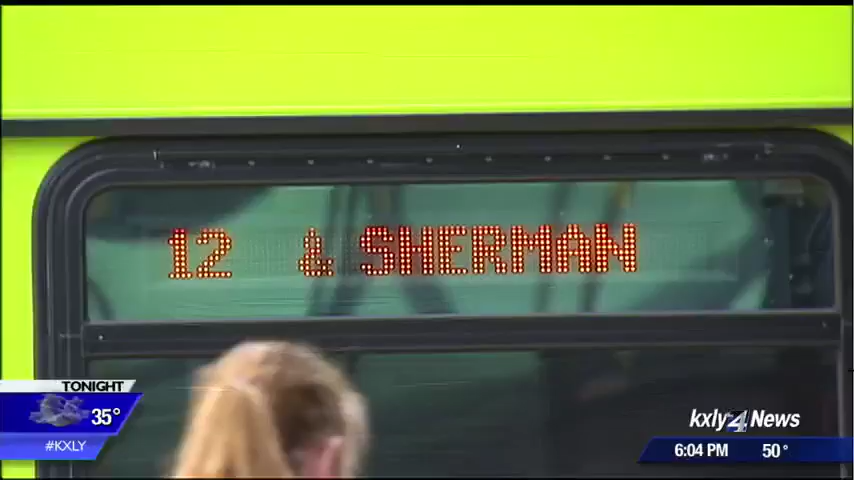 12 & SHERMAN
TONIGHT
35°
#KXLY
kxly4 News
6:04 PM 50°